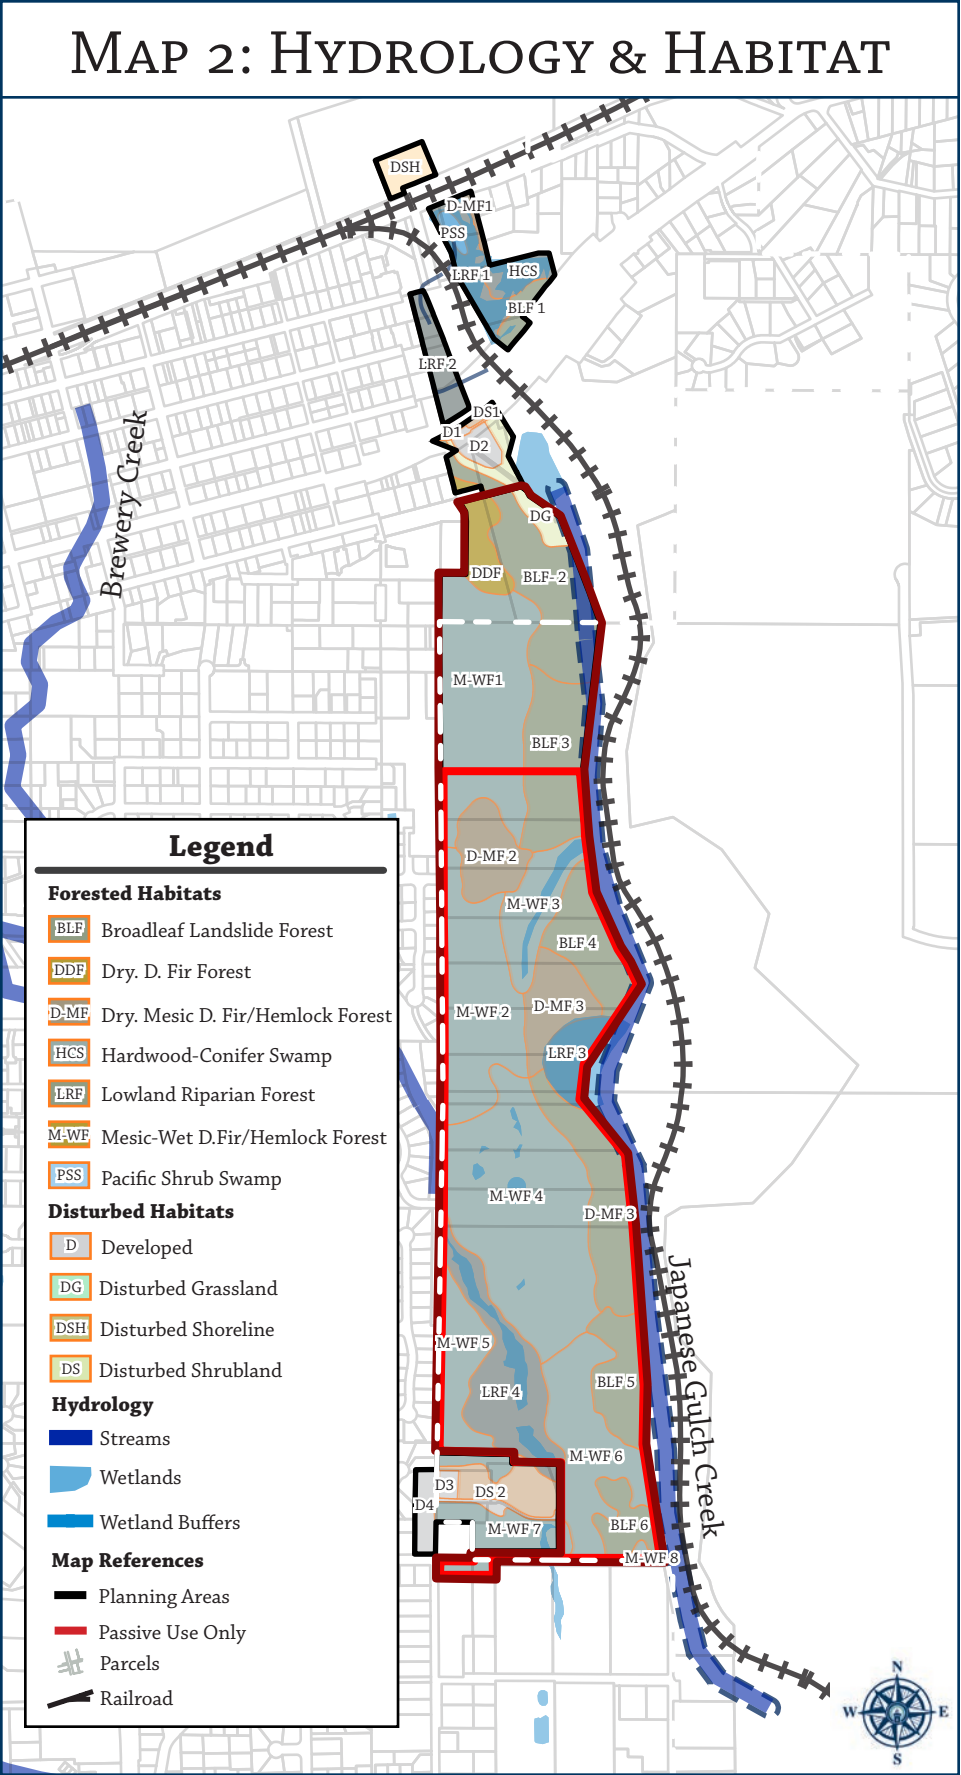 Map 2: Hydrology & Habitat
DSH
D-MF1
PSS
LRF 1
HCS
BLF 1
LRF 2
DS1
D1
D2
DG
DDF
BLF- 2
M-WF1
BLF 3
D-MF 2
M-WF 3
BLF 4
D-MF 3
M-WF 2
LRF 3
M-WF 4
D-MF 3
M-WF 5
LRF 4
BLF 5
M-WF 6
D3
DS 2
D4
M-WF 7
BLF 6
M-WF 8
Brewery Creek
Japanese Gulch Creek
Legend
Forested Habitats
BLF Broadleaf Landslide Forest
DDF Dry. D. Fir Forest
D-MF Dry. Mesic D. Fir/Hemlock Forest
HCS Hardwood-Conifer Swamp
LRF Lowland Riparian Forest
M-WF Mesic-Wet D.Fir/Hemlock Forest
PSS Pacific Shrub Swamp
Disturbed Habitats
D Developed
DG Disturbed Grassland
DSH Disturbed Shoreline
DS Disturbed Shrubland
Hydrology
Streams
Wetlands
Wetland Buffers
Map References
Planning Areas
Passive Use Only
Parcels
Railroad
N
W E
S